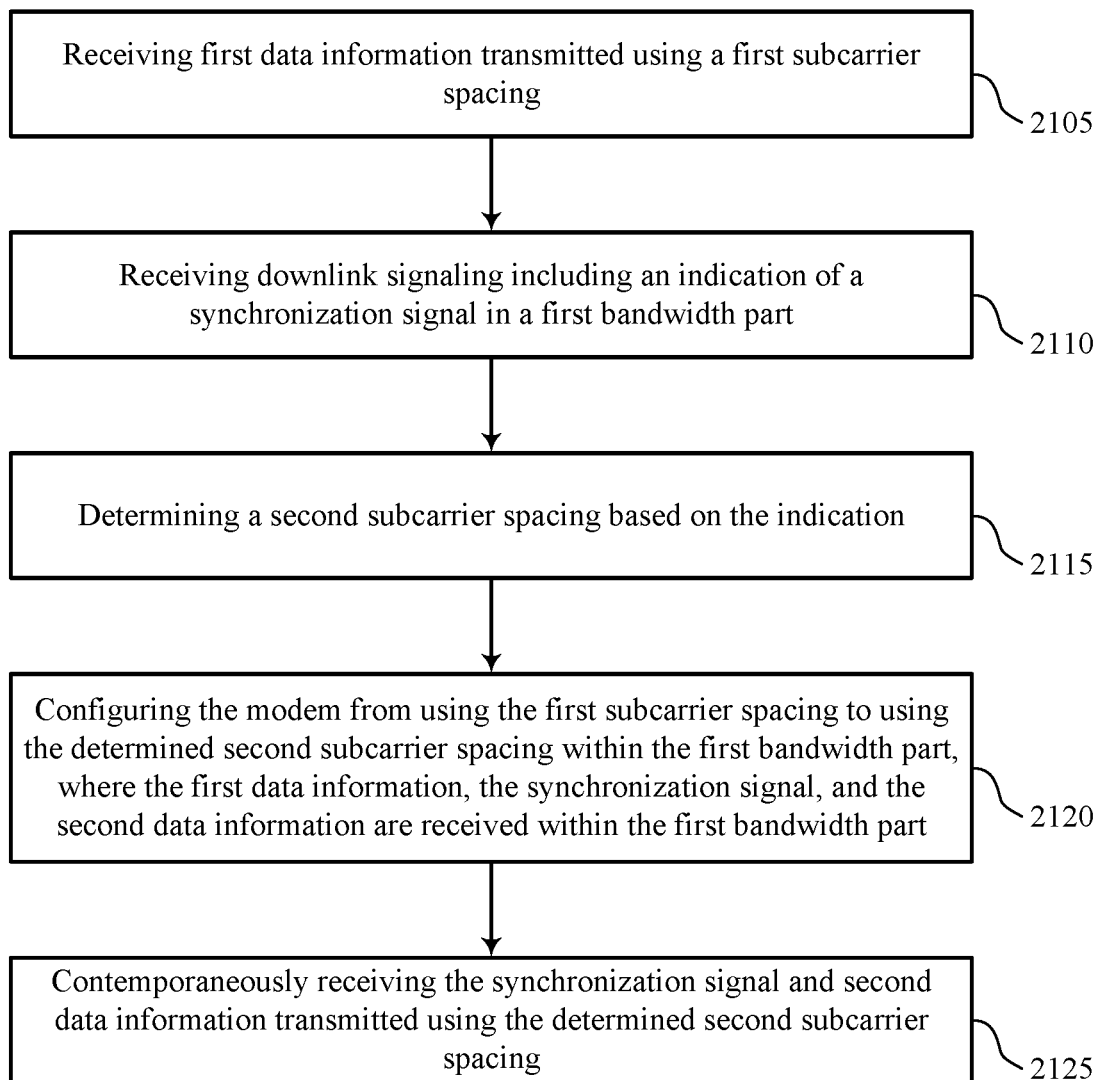 Receiving first data information transmitted using a first subcarrier
spacing
2105
Receiving downlink signaling including an indication of a
synchronization signal in a first bandwidth part
2110
Determining a second subcarrier spacing based on the indication
2115
Configuring the modem from using the first subcarrier spacing to using
the determined second subcarrier spacing within the first bandwidth part,
where the first data information, the synchronization signal, and the
second data information are received within the first bandwidth part
2120
Contemporaneously receiving the synchronization signal and second
data information transmitted using the determined second subcarrier
spacing
2125